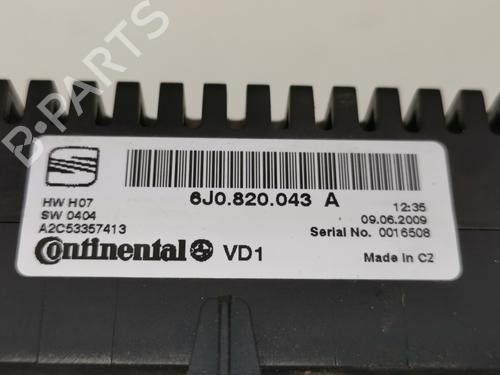 B-PARTS
6J0.820.043 A
HW H07
SW 0404
A2C53357413
12:35
09.06.2009
Serial No. 0016508
Continental VD1
Made in C2